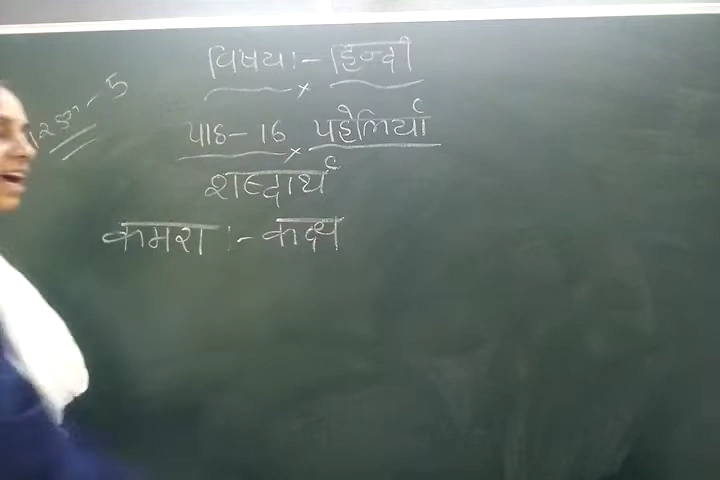 विषय :- हिन्दी
पाठ - 16 पहेलियाँ
शब्दार्थ
कमरा :- कक्ष